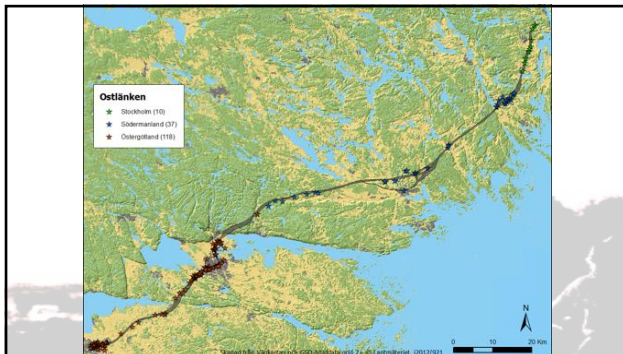 Ostlänken
Stockholm (10)
Södermanland (37)
Östergötland (118)
N
0 10 20 Km